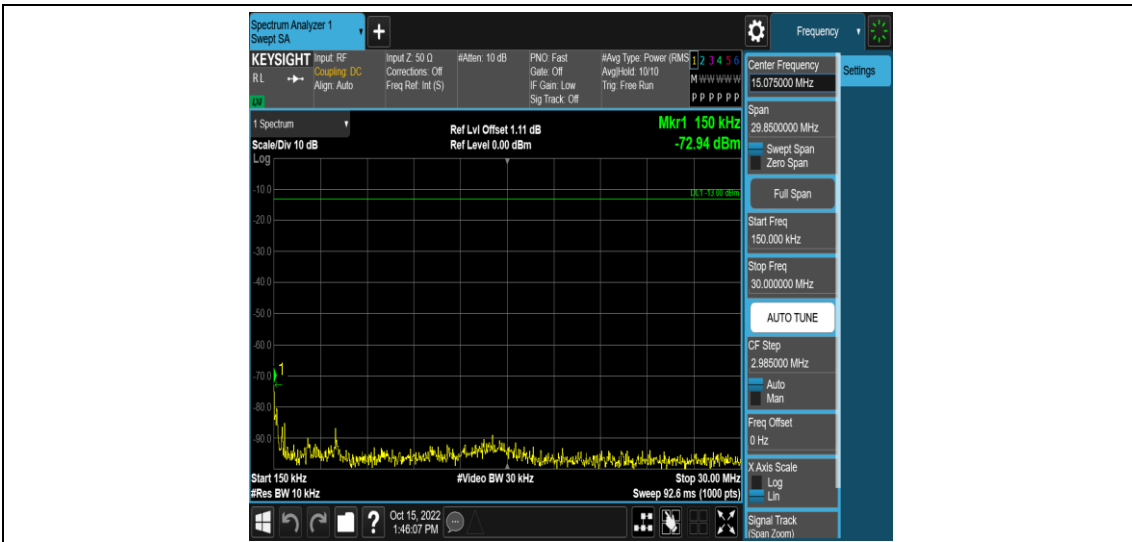 Spectrum Analyzer 1
Swept SA
+
Frequency
KEYSIGHT
RL
LXI
Input: RF
Coupling: DC
Align: Auto
Input Z: 50 Ω
Corrections: Off
Freq Ref: Int (S)
#Atten: 10 dB
PNO: Fast
Gate: Off
IF Gain: Low
Sig Track: Off
#Avg Type: Power (RMS
Avg|Hold: 10/10
Trig: Free Run
1 2 3 4 5 6
M W W W W W
P P P P P P
1 Spectrum
Scale/Div 10 dB
Log
Ref Lvl Offset 1.11 dB
Ref Level 0.00 dBm
Mkr1 150 kHz
-72.94 dBm
DL1 -13.00 dBm
-10.0
-20.0
-30.0
-40.0
-50.0
-60.0
-70.0
1
-80.0
-90.0
Start 150 kHz
#Res BW 10 kHz
#Video BW 30 kHz
Stop 30.00 MHz
Sweep 92.6 ms (1000 pts)
Center Frequency
15.075000 MHz
Settings
Span
29.8500000 MHz
Swept Span
Zero Span
Full Span
Start Freq
150.000 kHz
Stop Freq
30.000000 MHz
AUTO TUNE
CF Step
2.985000 MHz
Auto
Man
Freq Offset
0 Hz
X Axis Scale
Log
Lin
Signal Track
(Span Zoom)
?
Oct 15, 2022
1:46:07 PM